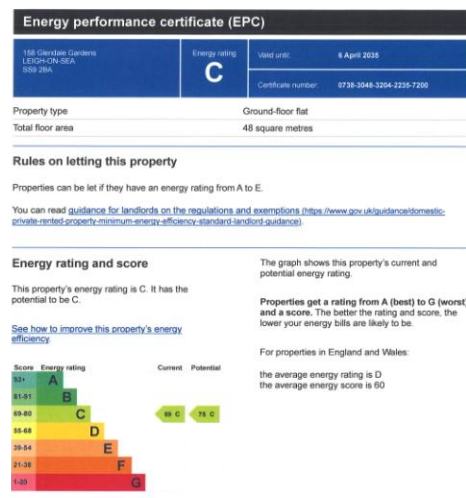 Energy performance certificate (EPC)
158 Glendale Gardens
LEIGH-ON-SEA
SS9 2BA
Energy rating
C
Valid until:
6 April 2035
Certificate number:
0738-3048-3204-2235-7200
Property type
Ground-floor flat
Total floor area
48 square metres
Rules on letting this property
Properties can be let if they have an energy rating from A to E.
You can read guidance for landlords on the regulations and exemptions (https://www.gov.uk/guidance/domestic-
private-rented-property-minimum-energy-efficiency-standard-landlord-guidance).
Energy rating and score
This property's energy rating is C. It has the
potential to be C.
See how to improve this property's energy
efficiency.
Score Energy rating Current Potential
92+ A
81-91 B
69-80 C 69 C 75 C
55-68 D
39-54 E
21-38 F
1-20 G
The graph shows this property's current and
potential energy rating.
Properties get a rating from A (best) to G (worst)
and a score. The better the rating and score, the
lower your energy bills are likely to be.
For properties in England and Wales:
the average energy rating is D
the average energy score is 60